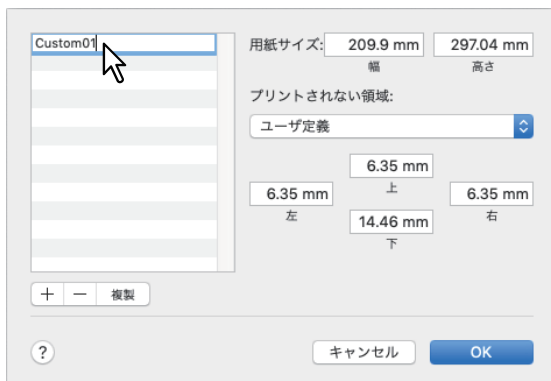 Custom01
用紙サイズ: 209.9 mm 297.04 mm
幅 高さ
プリントされない領域:
ユーザ定義
6.35 mm
上
6.35 mm 6.35 mm
左 右
14.46 mm
下
+ − 複製
? キャンセル OK